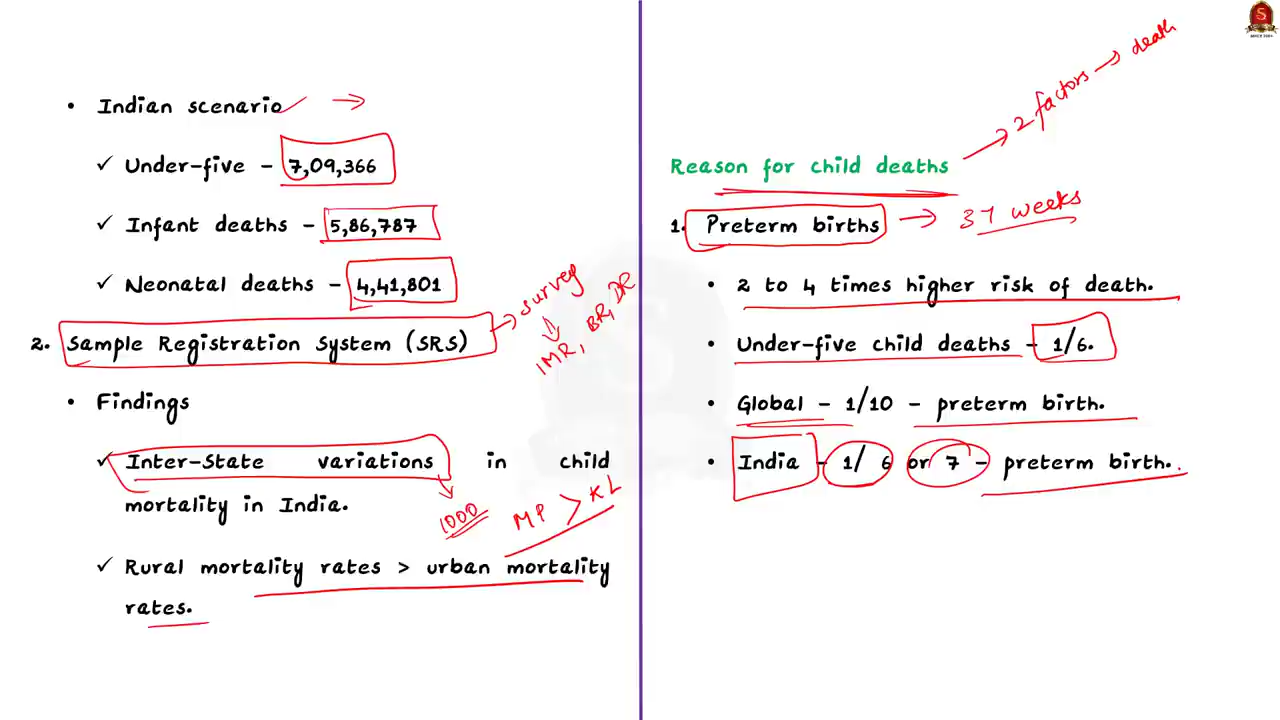 • Indian scenario →
✓ Under-five - 7,09,366
✓ Infant deaths - 5,86,787
✓ Neonatal deaths - 4,41,801
→ survey
⇓
IMR, BR, DR
2. Sample Registration System (SRS)
• Findings
✓ Inter-State variations in child
mortality in India.
1000
MP > KL
✓ Rural mortality rates > urban mortality
rates.
→ 2 factors → death
Reason for child deaths
1. Preterm births → 37 weeks
• 2 to 4 times higher risk of death.
• Under-five child deaths - 1/6.
• Global - 1/10 - preterm birth.
• India - 1/ 6 or 7 - preterm birth.
S